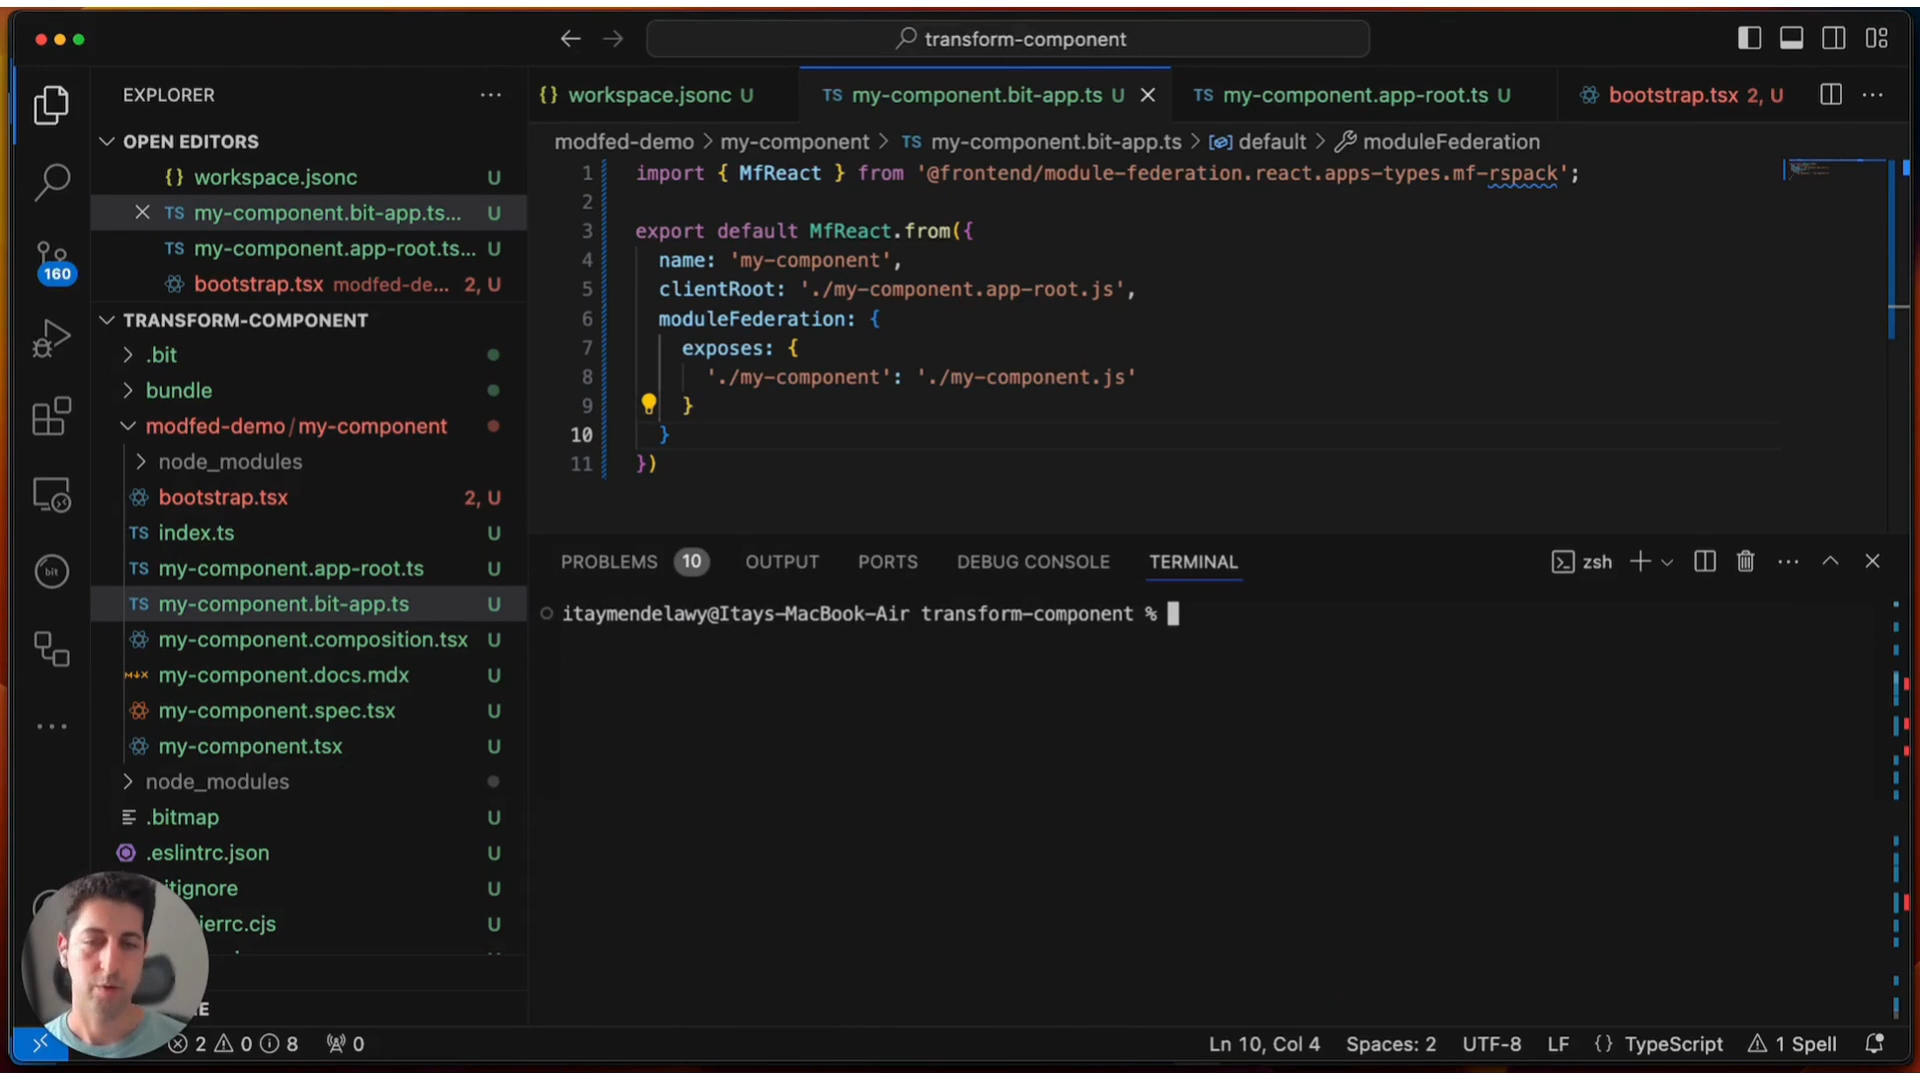 transform-component
EXPLORER
OPEN EDITORS
{} workspace.jsonc U
TS my-component.bit-app.ts... U
TS my-component.app-root.ts... U
bootstrap.tsx modfed-de... 2, U
TRANSFORM-COMPONENT
.bit
bundle
modfed-demo / my-component
node_modules
bootstrap.tsx 2, U
TS index.ts U
TS my-component.app-root.ts U
TS my-component.bit-app.ts U
my-component.composition.tsx U
my-component.docs.mdx U
my-component.spec.tsx U
my-component.tsx U
node_modules
.bitmap U
.eslintrc.json U
itignore U
ierrc.cjs U
160
bit
{} workspace.jsonc U
TS my-component.bit-app.ts U
TS my-component.app-root.ts U
bootstrap.tsx 2, U
modfed-demo > my-component > TS my-component.bit-app.ts > default > moduleFederation
1 import { MfReact } from '@frontend/module-federation.react.apps-types.mf-rspack';
2
3 export default MfReact.from({
4 name: 'my-component',
5 clientRoot: './my-component.app-root.js',
6 moduleFederation: {
7 exposes: {
8 './my-component': './my-component.js'
9 }
10 }
11 })
PROBLEMS 10 OUTPUT PORTS DEBUG CONSOLE TERMINAL
zsh
itaymendelawy@Itays-MacBook-Air transform-component %
2 0 8 0
Ln 10, Col 4 Spaces: 2 UTF-8 LF {} TypeScript 1 Spell